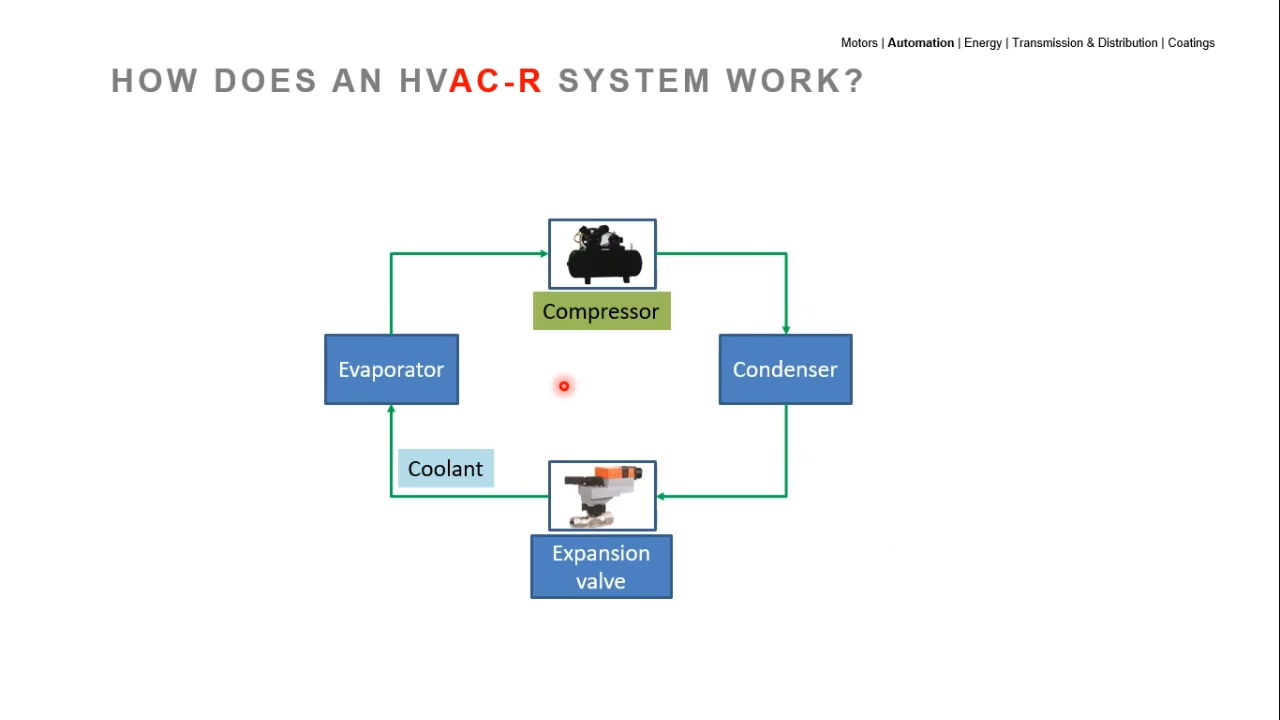 Motors | Automation | Energy | Transmission & Distribution | Coatings
HOW DOES AN HVAC-R SYSTEM WORK?
Compressor
Evaporator
Condenser
Coolant
Expansion
valve